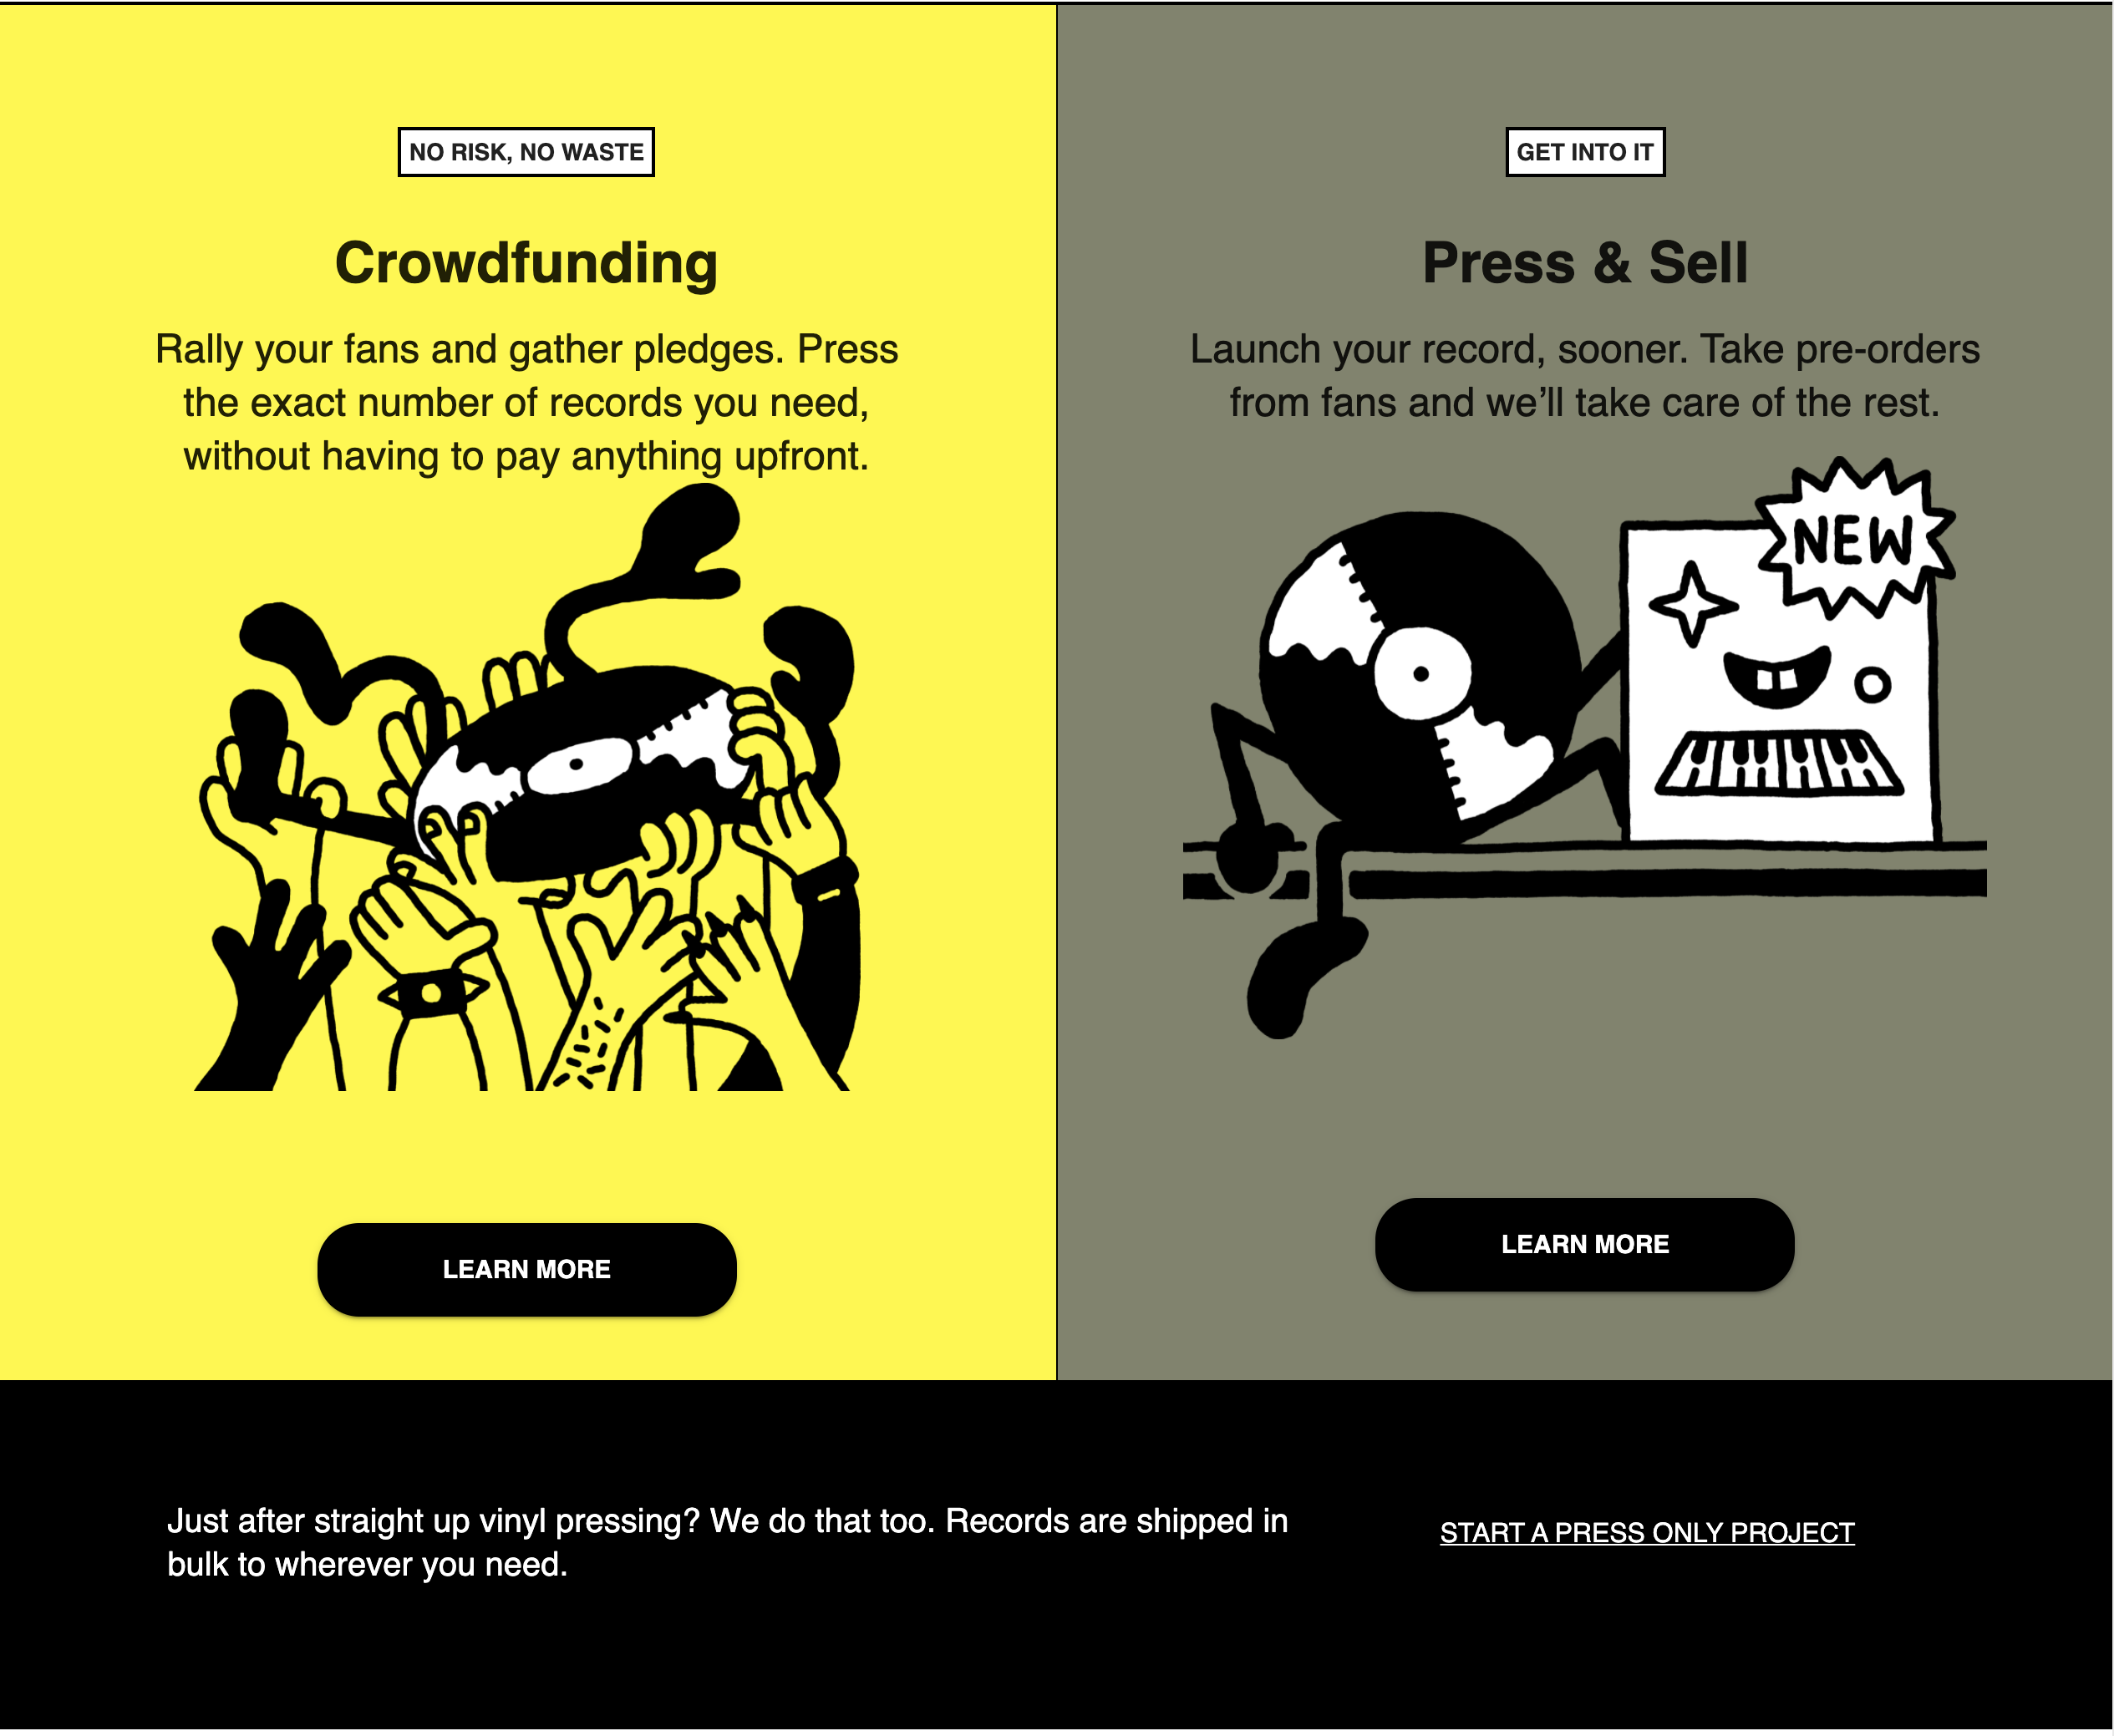 NO RISK, NO WASTE
Crowdfunding
Rally your fans and gather pledges. Press
the exact number of records you need,
without having to pay anything upfront.
LEARN MORE
GET INTO IT
Press & Sell
Launch your record, sooner. Take pre-orders
from fans and we’ll take care of the rest.
NEW
LEARN MORE
Just after straight up vinyl pressing? We do that too. Records are shipped in
bulk to wherever you need.
START A PRESS ONLY PROJECT